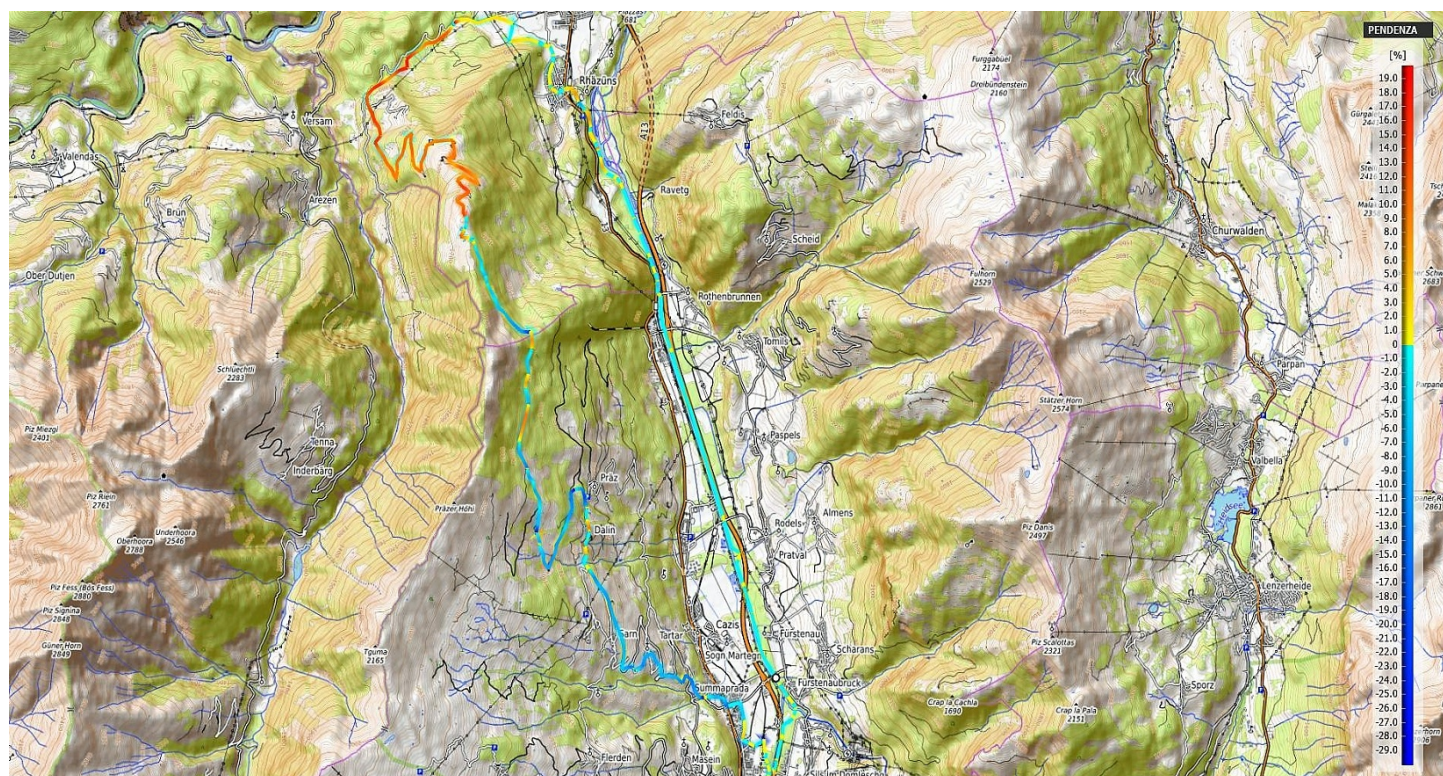 PENDENZA
[%]
19.0
18.0
17.0
16.0
15.0
14.0
13.0
12.0
11.0
10.0
9.0
8.0
7.0
6.0
5.0
4.0
3.0
2.0
1.0
0
-1.0
-2.0
-3.0
-4.0
-5.0
-6.0
-7.0
-8.0
-9.0
-10.0
-11.0
-12.0
-13.0
-14.0
-15.0
-16.0
-17.0
-18.0
-19.0
-20.0
-21.0
-22.0
-23.0
-24.0
-25.0
-26.0
-27.0
-28.0
-29.0
681
Furggabüel
2174
Dreibündenstein
2160
Rhäzüns
Feldis
Versam
A13
Valendas
Ravetg
Arezen
Brün
Churwalden
Scheid
Ober Dutjen
Fulhorn
2529
Rothenbrunnen
Tomils
Schlüechtli
2283
Parpan
Stätzer Horn
2574
Piz Miezgi
2401
Paspels
Tenna
Inderbärg
Valbella
Präz
Piz Riein
2761
Präzer Höhi
Almens
Dalin
Rodels
Piz Danis
2497
Underhoora
2546
Oberhoora
2788
Pratval
Piz Fess (Bös Fess)
2880
Lenzerheide
Piz Signina
2848
Cazis
Fürstenau
Sarn
Tartar
Güner Horn
2849
Tguma
2165
Scharans
Piz Scalottas
2321
Sogn Martegn
Fürstenaubruck
Summaprada
Sporz
Crap la Cachla
1690
Crap la Pala
2151
Flerden
Masein
Sils im Domleschg